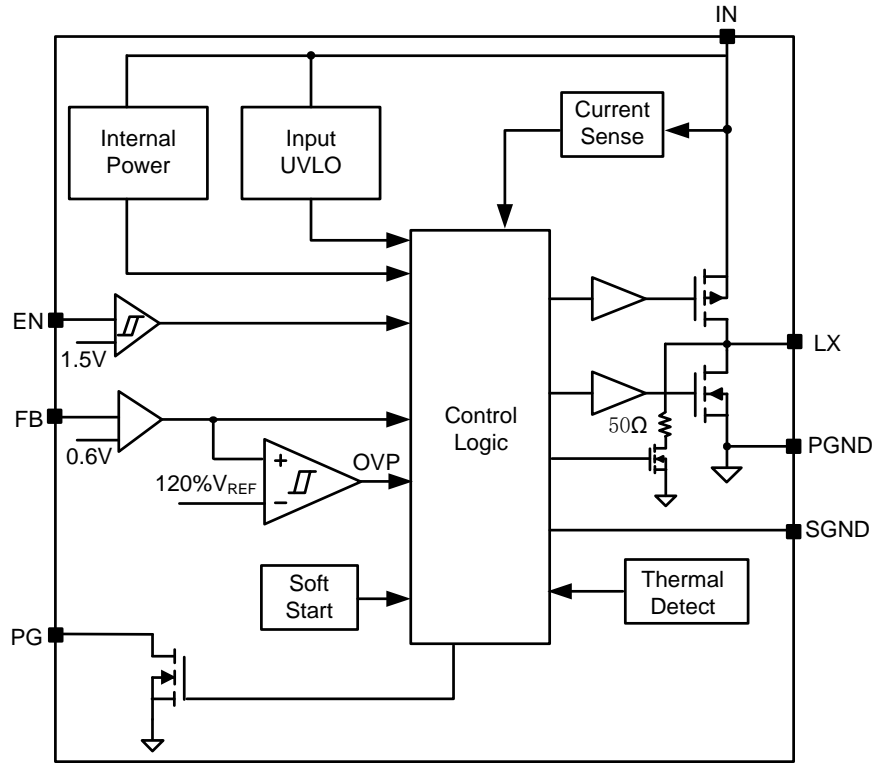 IN
Internal
Power
Input
UVLO
Current
Sense
EN
1.5V
LX
FB
0.6V
Control
Logic
50Ω
PGND
+
OVP
120%VREF
−
SGND
Soft
Start
Thermal
Detect
PG